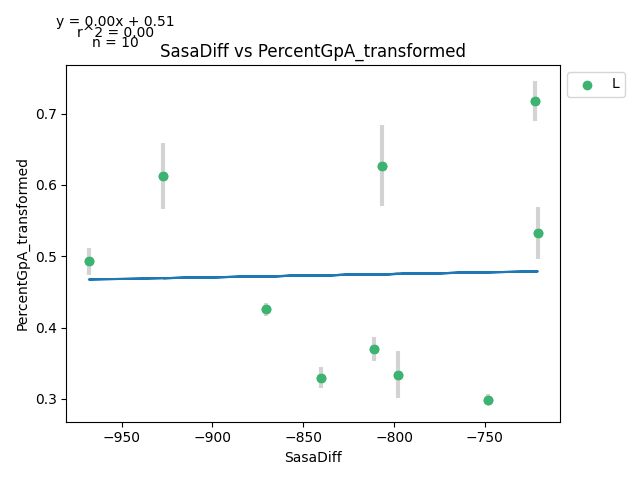 y = 0.00x + 0.51
r^2 = 0.00
n = 10
SasaDiff vs PercentGpA_transformed
L
PercentGpA_transformed
0.7
0.6
0.5
0.4
0.3
−950
−900
−850
−800
−750
SasaDiff